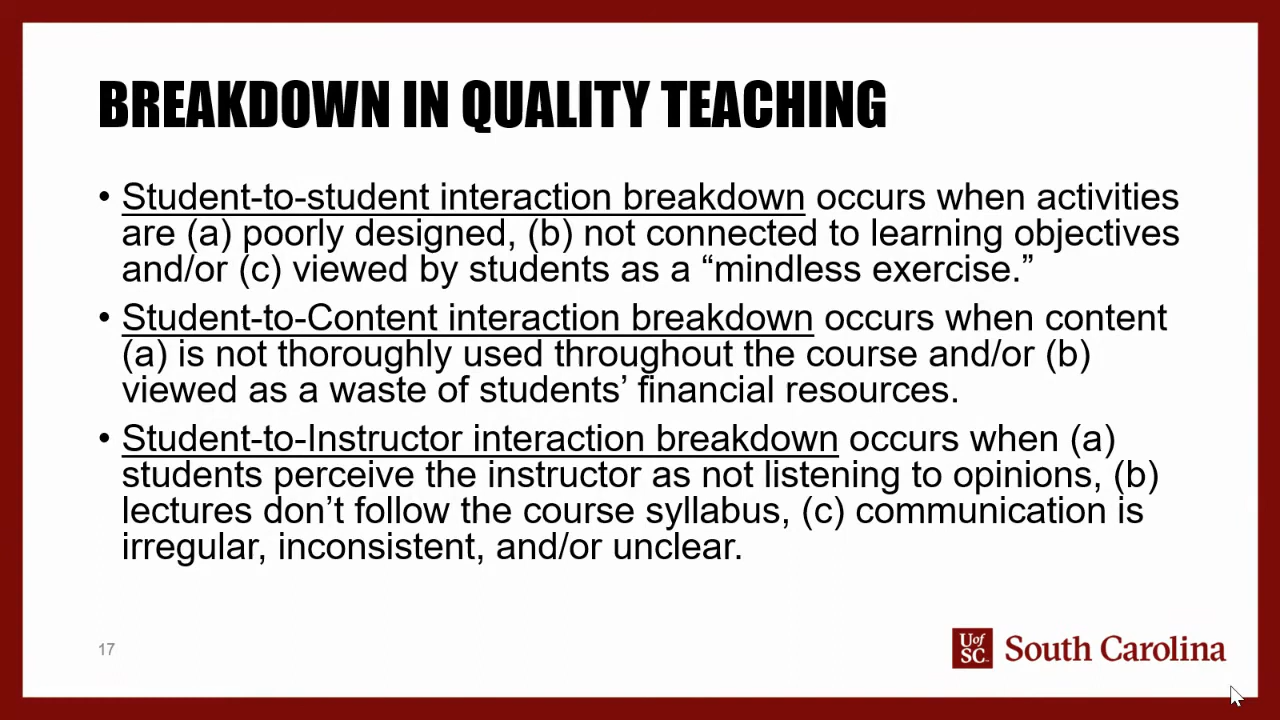 BREAKDOWN IN QUALITY TEACHING
• Student-to-student interaction breakdown occurs when activities
are (a) poorly designed, (b) not connected to learning objectives
and/or (c) viewed by students as a “mindless exercise.”
• Student-to-Content interaction breakdown occurs when content
(a) is not thoroughly used throughout the course and/or (b)
viewed as a waste of students’ financial resources.
• Student-to-Instructor interaction breakdown occurs when (a)
students perceive the instructor as not listening to opinions, (b)
lectures don’t follow the course syllabus, (c) communication is
irregular, inconsistent, and/or unclear.
17
UofSC South Carolina